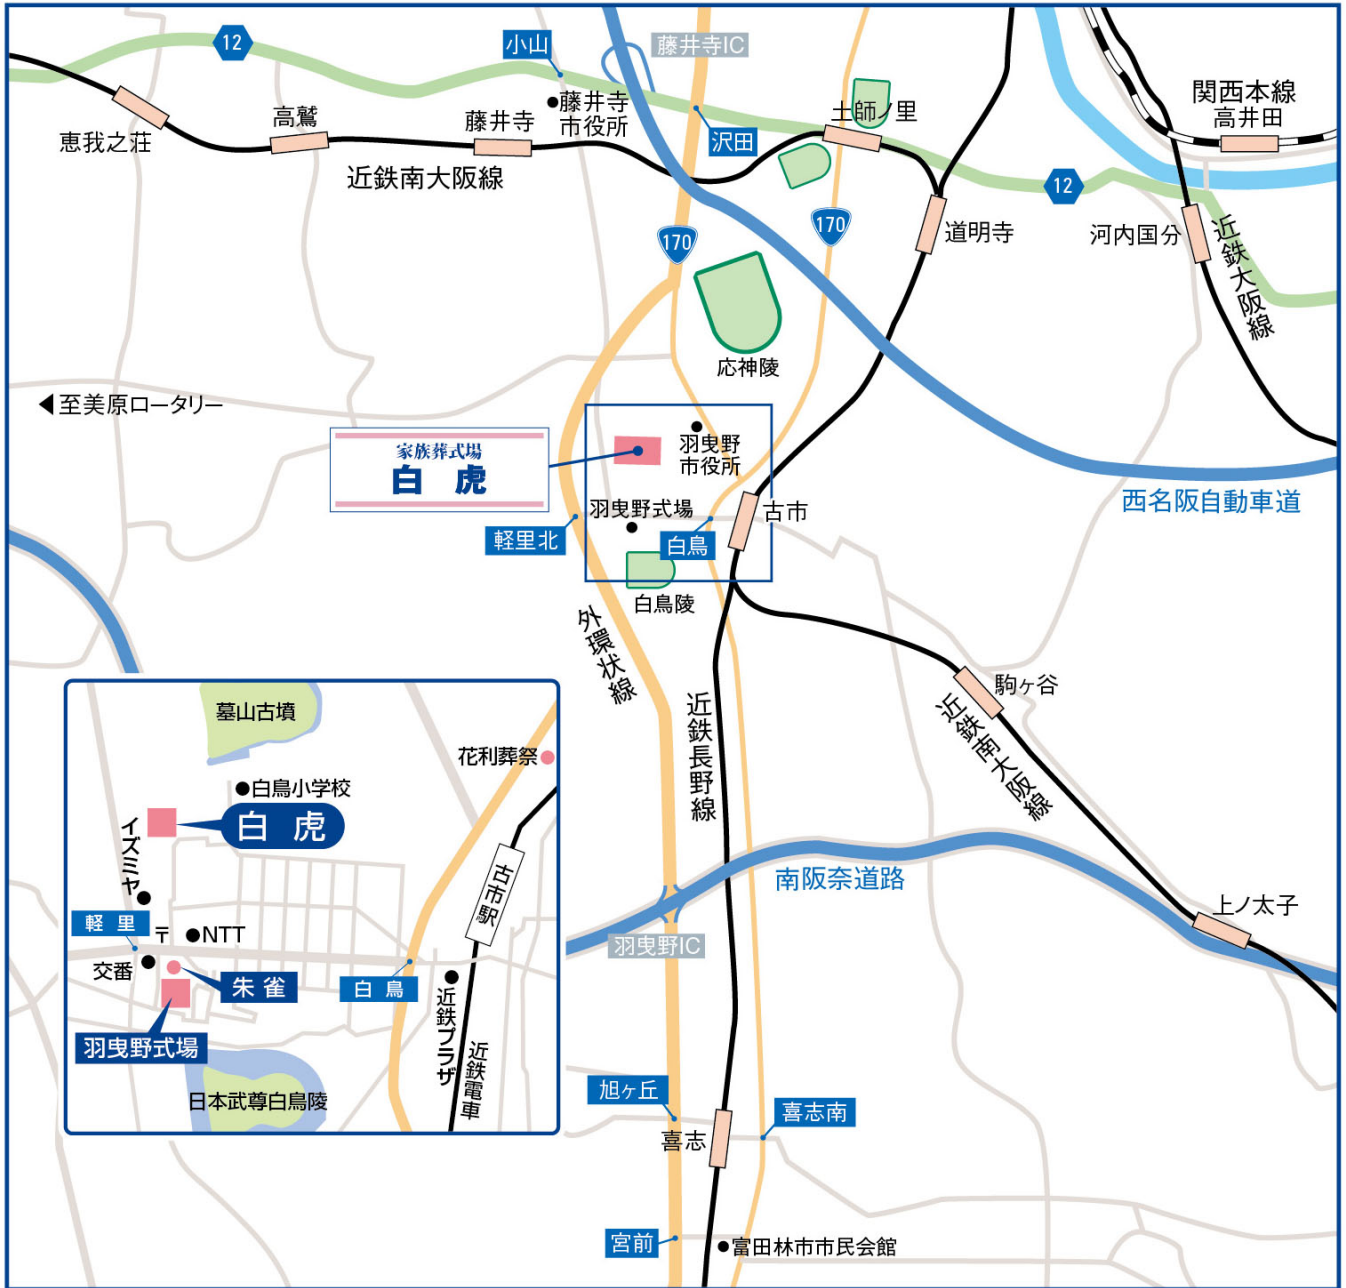 12
小山
藤井寺IC
藤井寺
市役所
沢田
土師ノ里
関西本線
高井田
恵我之荘
高鷲
藤井寺
近鉄南大阪線
12
170
170
道明寺
河内国分
近鉄大阪線
応神陵
至美原ロータリー
家族葬式場
白虎
羽曳野
市役所
羽曳野式場
軽里北
白鳥
古市
西名阪自動車道
白鳥陵
外環状線
近鉄長野線
駒ヶ谷
近鉄南大阪線
南阪奈道路
上ノ太子
羽曳野IC
墓山古墳
花利葬祭
白鳥小学校
白虎
イズミヤ
古市駅
軽里
〒
NTT
交番
朱雀
白鳥
近鉄プラザ
近鉄電車
羽曳野式場
日本武尊白鳥陵
旭ヶ丘
喜志南
喜志
宮前
富田林市市民会館